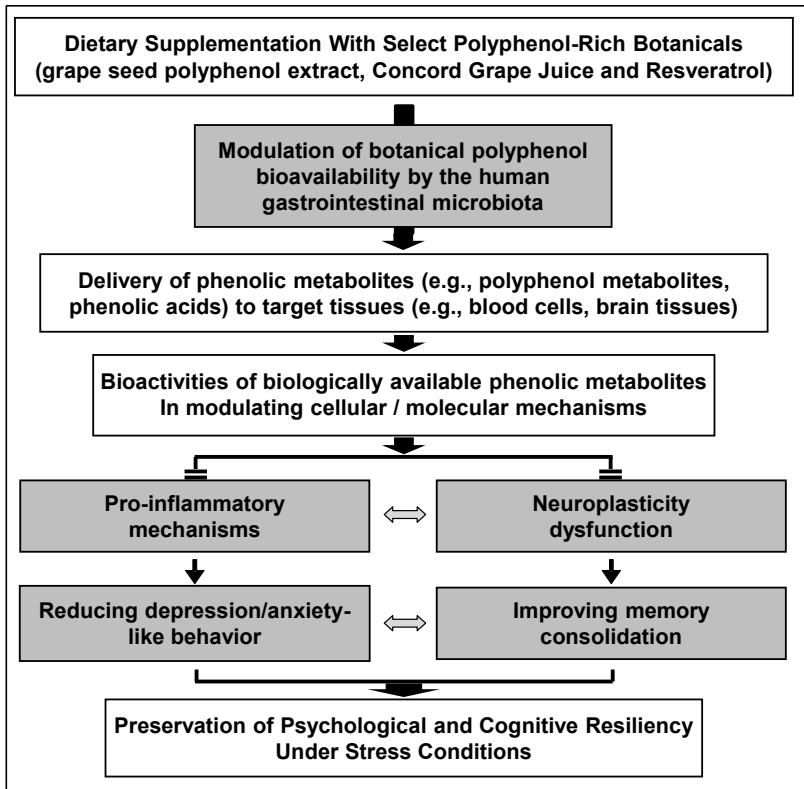 Dietary Supplementation With Select Polyphenol-Rich Botanicals
(grape seed polyphenol extract, Concord Grape Juice and Resveratrol)
Modulation of botanical polyphenol
bioavailability by the human
gastrointestinal microbiota
Delivery of phenolic metabolites (e.g., polyphenol metabolites,
phenolic acids) to target tissues (e.g., blood cells, brain tissues)
Bioactivities of biologically available phenolic metabolites
In modulating cellular / molecular mechanisms
Pro-inflammatory
mechanisms
Neuroplasticity
dysfunction
Reducing depression/anxiety-
like behavior
Improving memory
consolidation
Preservation of Psychological and Cognitive Resiliency
Under Stress Conditions